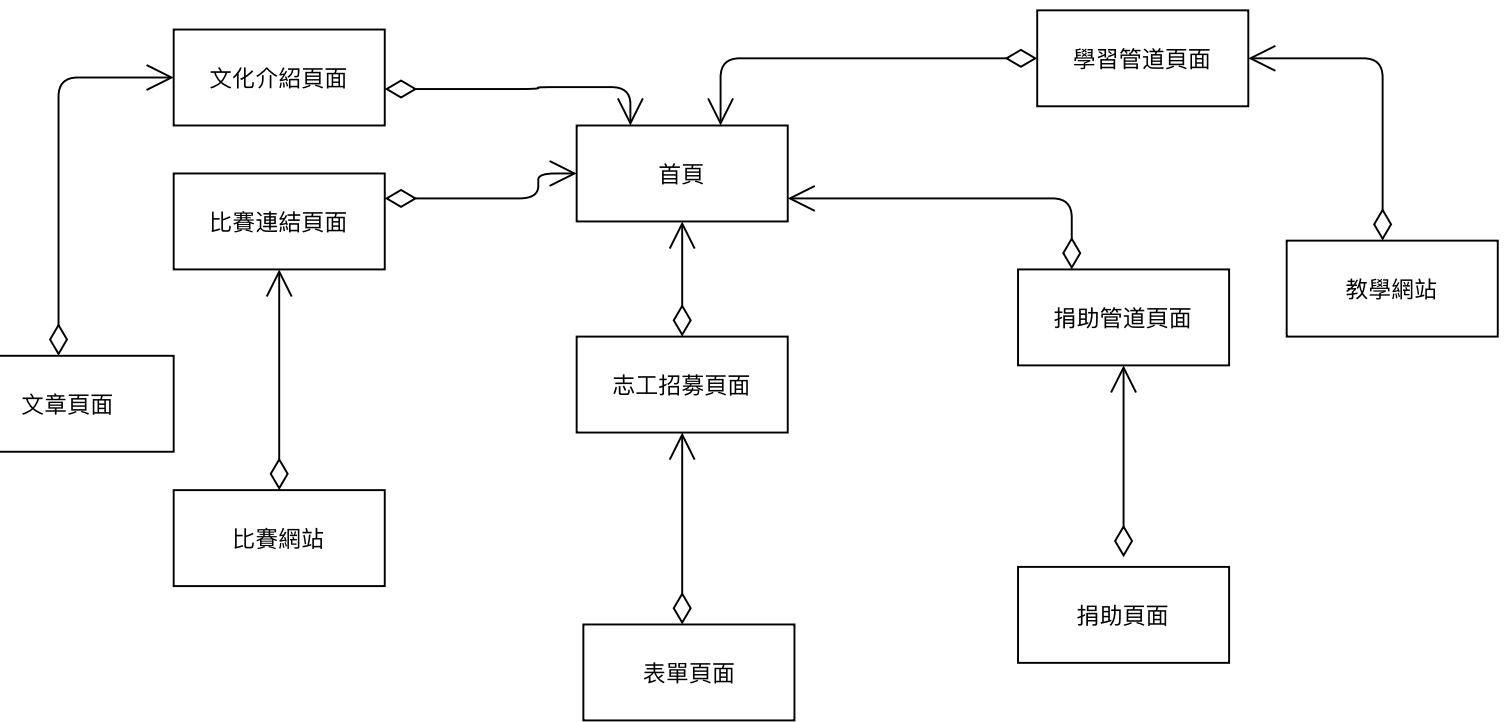 學習管道頁面
文化介紹頁面
首頁
比賽連結頁面
教學網站
捐助管道頁面
志工招募頁面
文章頁面
比賽網站
捐助頁面
表單頁面